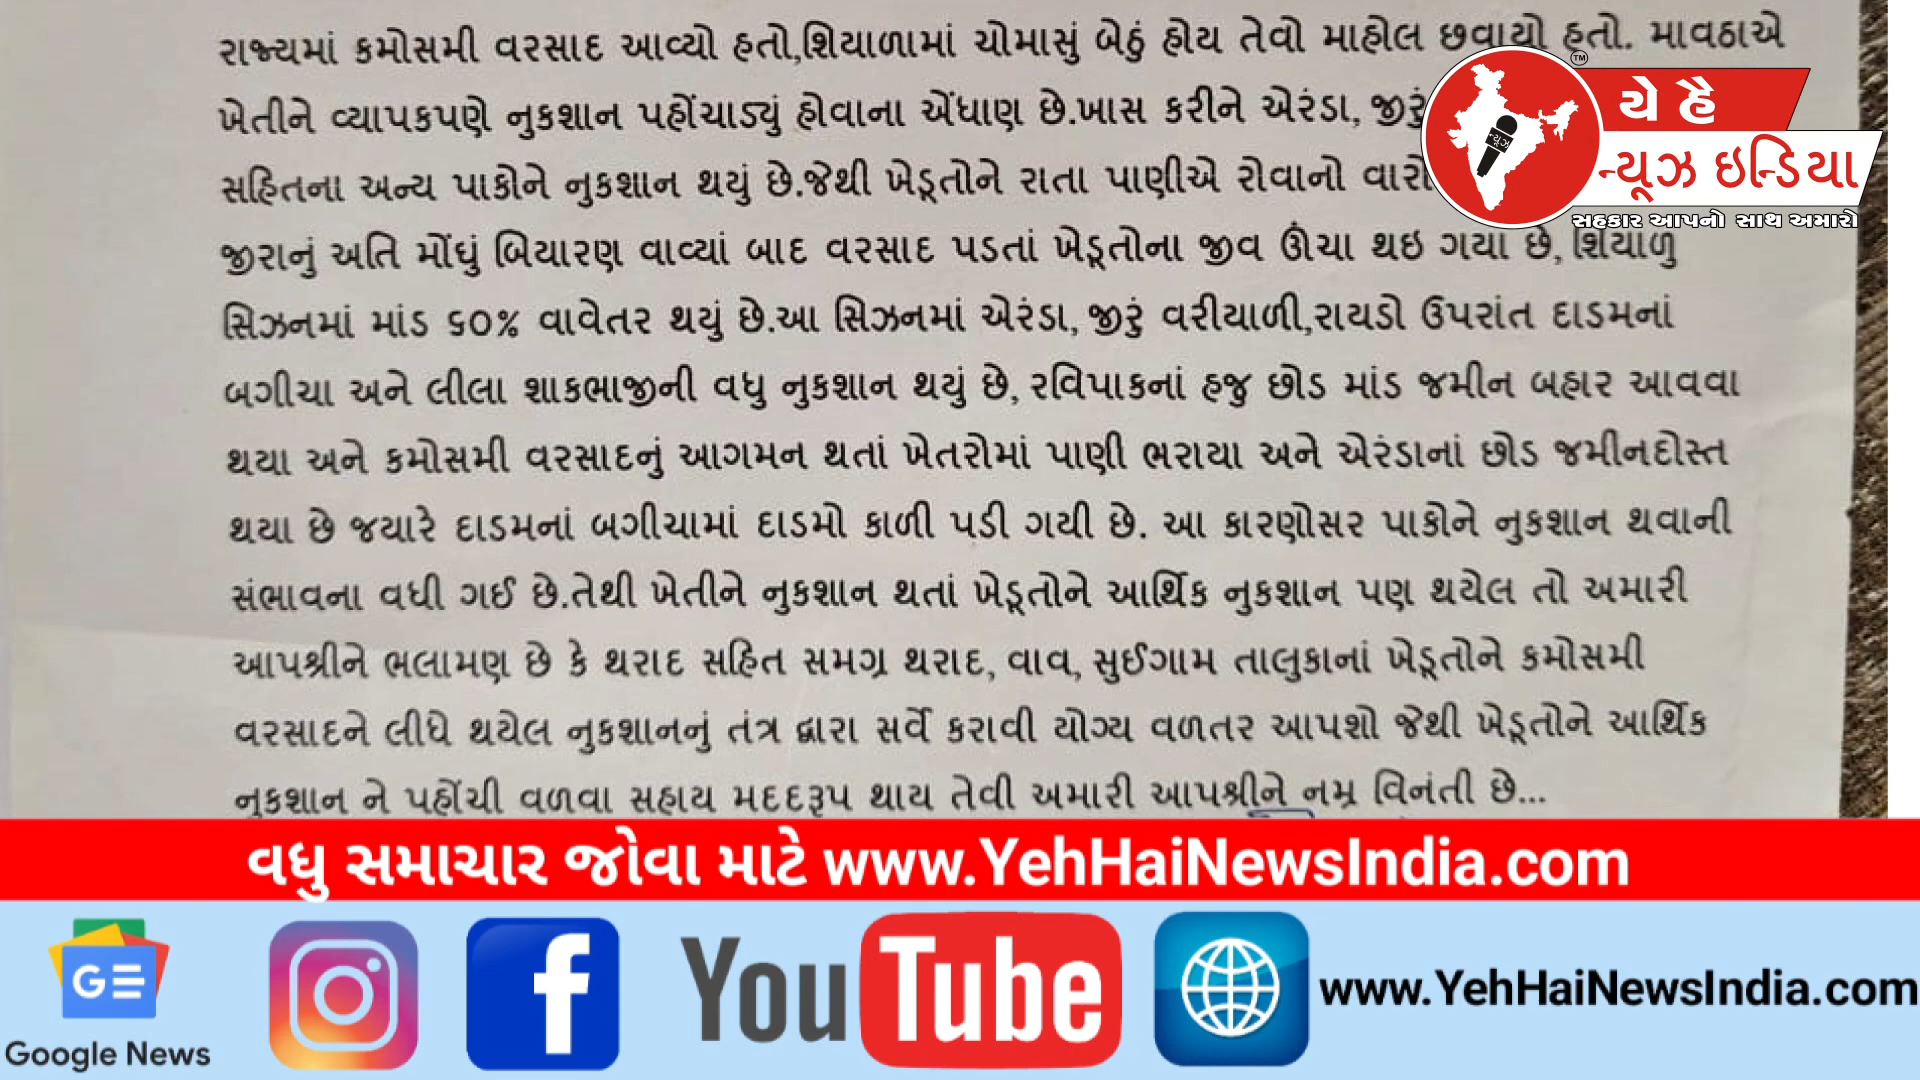 રાજ્યમાં કમોસમી વરસાદ આવ્યો હતો,શિયાળામાં ચોમાસું બેઠું હોય તેવો માહોલ છવાયો હતો. માવઠાએ
ખેતીને વ્યાપકપણે નુકશાન પહોંચાડ્યું હોવાના એંધાણ છે.ખાસ કરીને એરંડા, જીરું
સહિતના અન્ય પાકોને નુકશાન થયું છે.જેથી ખેડૂતોને રાતા પાણીએ રોવાનો વારો
જીરાનું અતિ મોંઘું બિયારણ વાવ્યાં બાદ વરસાદ પડતાં ખેડૂતોના જીવ ઊંચા થઇ ગયા છે, શિયાળુ
સિઝનમાં માંડ ૬૦% વાવેતર થયું છે.આ સિઝનમાં એરંડા, જીરું વરીયાળી,રાયડો ઉપરાંત દાડમનાં
બગીચા અને લીલા શાકભાજીની વધુ નુકશાન થયું છે, રવિપાકનાં હજુ છોડ માંડ જમીન બહાર આવવા
થયા અને કમોસમી વરસાદનું આગમન થતાં ખેતરોમાં પાણી ભરાયા અને એરંડાનાં છોડ જમીનદોસ્ત
થયા છે જયારે દાડમનાં બગીચામાં દાડમો કાળી પડી ગયી છે. આ કારણોસર પાકોને નુકશાન થવાની
સંભાવના વધી ગઈ છે.તેથી ખેતીને નુકશાન થતાં ખેડૂતોને આર્થિક નુકશાન પણ થયેલ તો અમારી
આપશ્રીને ભલામણ છે કે થરાદ સહિત સમગ્ર થરાદ, વાવ, સુઈગામ તાલુકાનાં ખેડૂતોને કમોસમી
વરસાદને લીધે થયેલ નુકશાનનું તંત્ર દ્વારા સર્વે કરાવી યોગ્ય વળતર આપશો જેથી ખેડૂતોને આર્થિક
નુકશાન ને પહોંચી વળવા સહાય મદદરૂપ થાય તેવી અમારી આપશ્રીને નમ્ર વિનંતી છે...
TM
યે હૈ
ન્યૂઝ
ન્યૂઝ ઇન્ડિયા
સહકાર આપનો સાથ અમારો
વધુ સમાચાર જોવા માટે www.YehHaiNewsIndia.com
G
Google News
f
YouTube
www.YehHaiNewsIndia.com